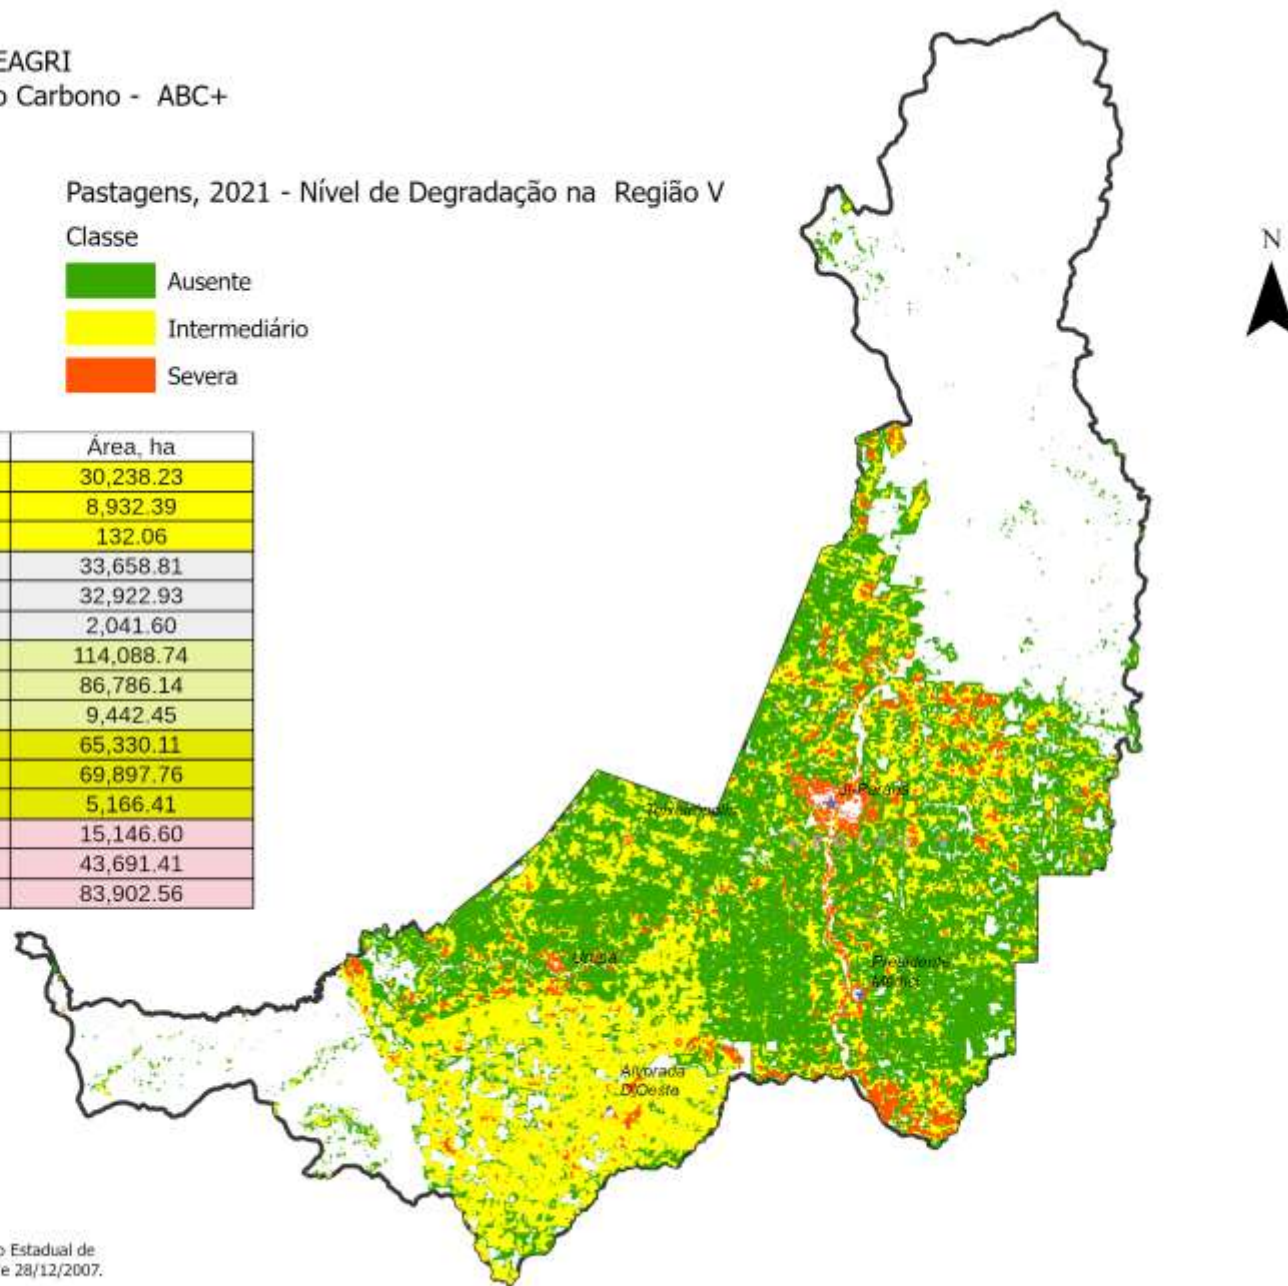 EAGRI
o Carbono - ABC+
Pastagens, 2021 - Nível de Degradação na Região V
Classe
Ausente
Intermediário
Severa
N
Área, ha
30,238.23
8,932.39
132.06
33,658.81
32,922.93
2,041.60
114,088.74
86,786.14
9,442.45
65,330.11
69,897.76
5,166.41
15,146.60
43,691.41
83,902.56
Ji-Paraná
Urupá
Presidente
Médici
Alvorada
D'Oeste
o Estadual de
e 28/12/2007.